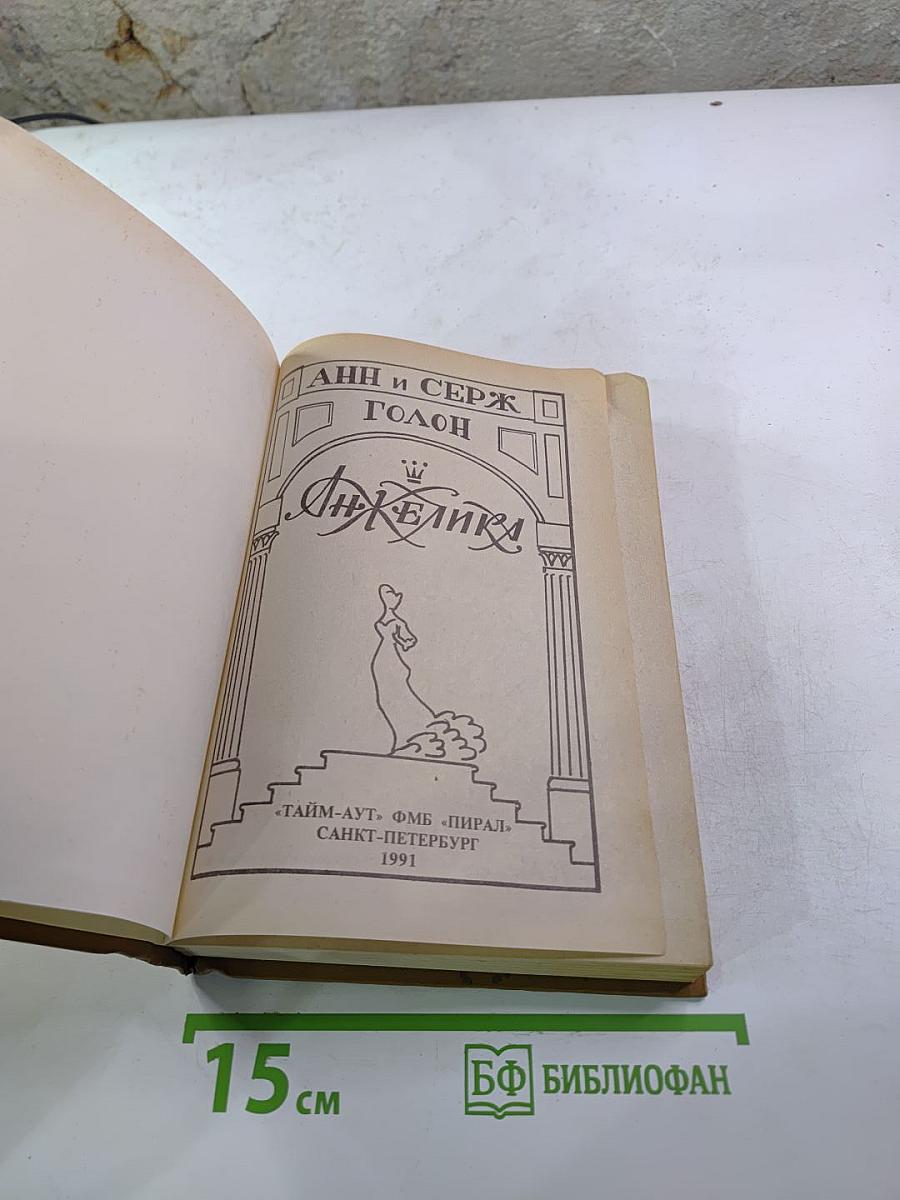 АНН и СЕРЖ
ГОЛОН
АНЖЕЛИКА
«ТАЙМ-АУТ» ФМБ «ПИРАЛ»
САНКТ-ПЕТЕРБУРГ
1991
15 см
БФ БИБЛИОФАН